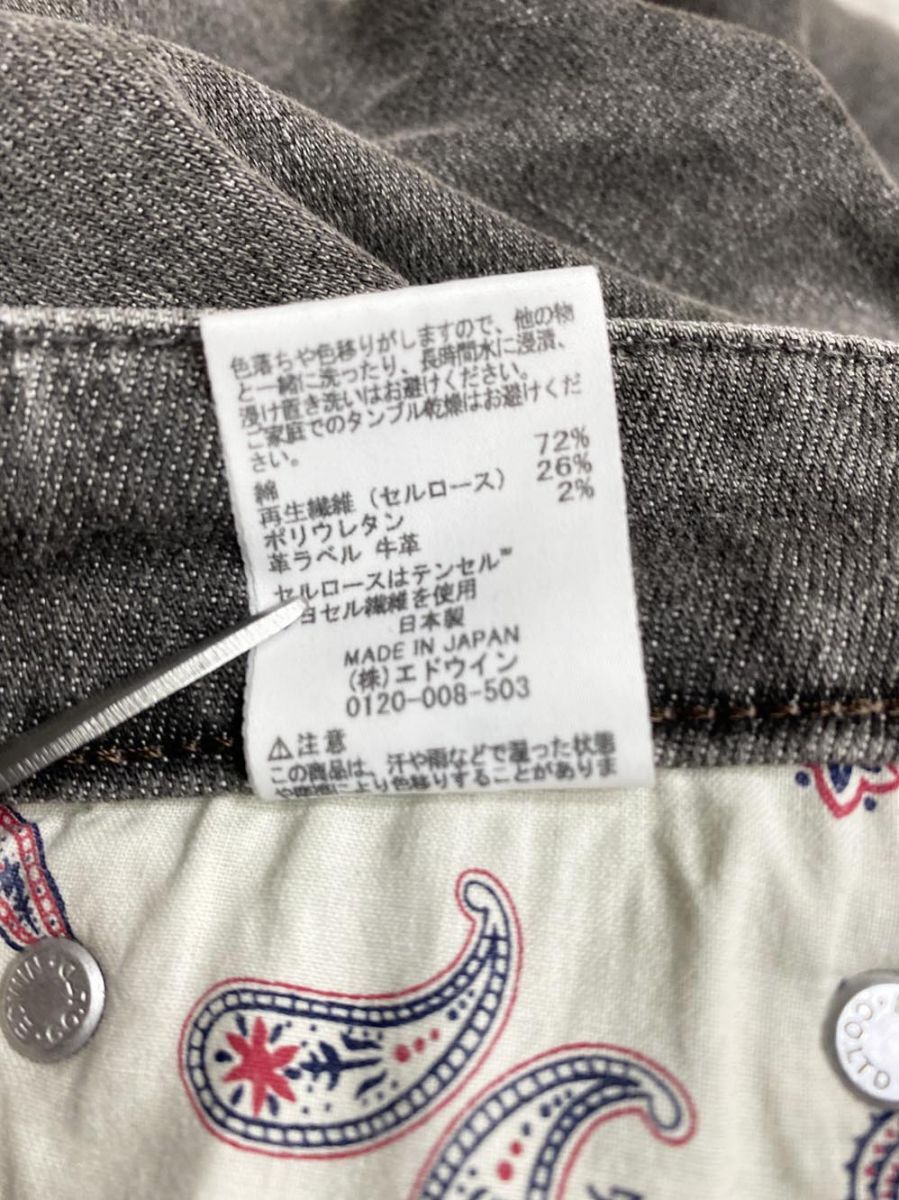 色落ちや色移りがしますので、他の物
と一緒に洗ったり、長時間水に浸漬、
浸け置き洗いはお避けください。
ご家庭でのタンブル乾燥はお避けくだ
さい。
綿 72%
再生繊維（セルロース） 26%
ポリウレタン 2%
革ラベル 牛革
セルロースはテンセル™
ヨセル繊維を使用
日本製
MADE IN JAPAN
(株)エドウイン
0120-008-503
⚠注意
この商品は、汗や雨などで湿った状態
や摩擦により色移りすることがありま